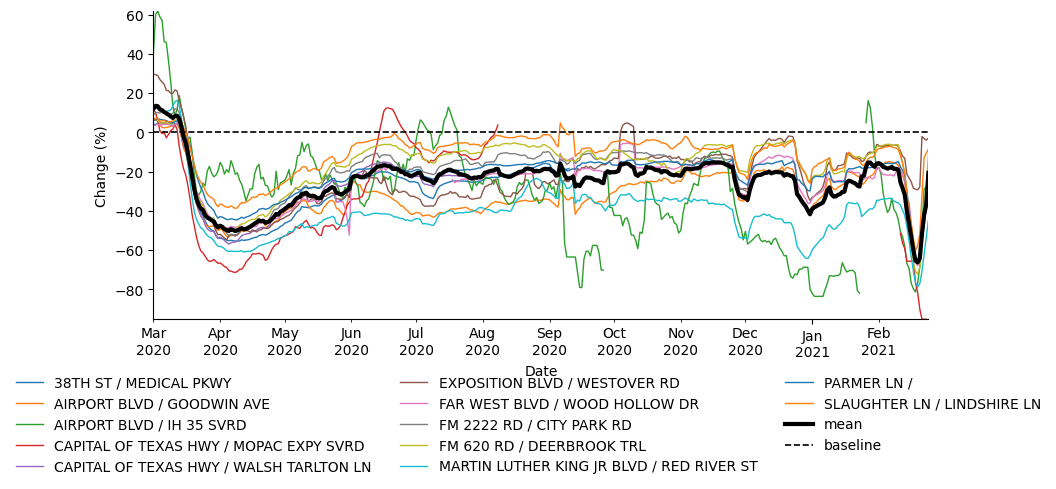 60
40
20
0
−20
−40
−60
−80
Change (%)
Mar
2020
Apr
2020
May
2020
Jun
2020
Jul
2020
Aug
2020
Sep
2020
Oct
2020
Nov
2020
Dec
2020
Jan
2021
Feb
2021
Date
38TH ST / MEDICAL PKWY
AIRPORT BLVD / GOODWIN AVE
AIRPORT BLVD / IH 35 SVRD
CAPITAL OF TEXAS HWY / MOPAC EXPY SVRD
CAPITAL OF TEXAS HWY / WALSH TARLTON LN
EXPOSITION BLVD / WESTOVER RD
FAR WEST BLVD / WOOD HOLLOW DR
FM 2222 RD / CITY PARK RD
FM 620 RD / DEERBROOK TRL
MARTIN LUTHER KING JR BLVD / RED RIVER ST
PARMER LN /
SLAUGHTER LN / LINDSHIRE LN
mean
baseline